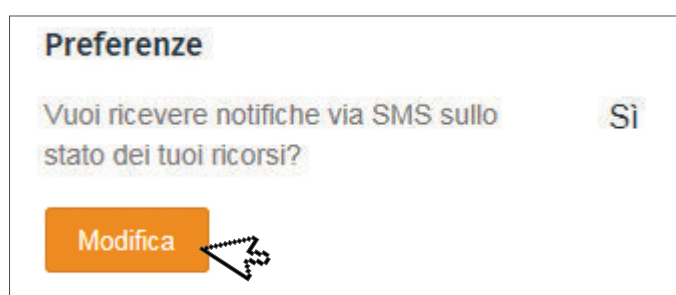 Preferenze
Vuoi ricevere notifiche via SMS sullo Sì
stato dei tuoi ricorsi?
Modifica